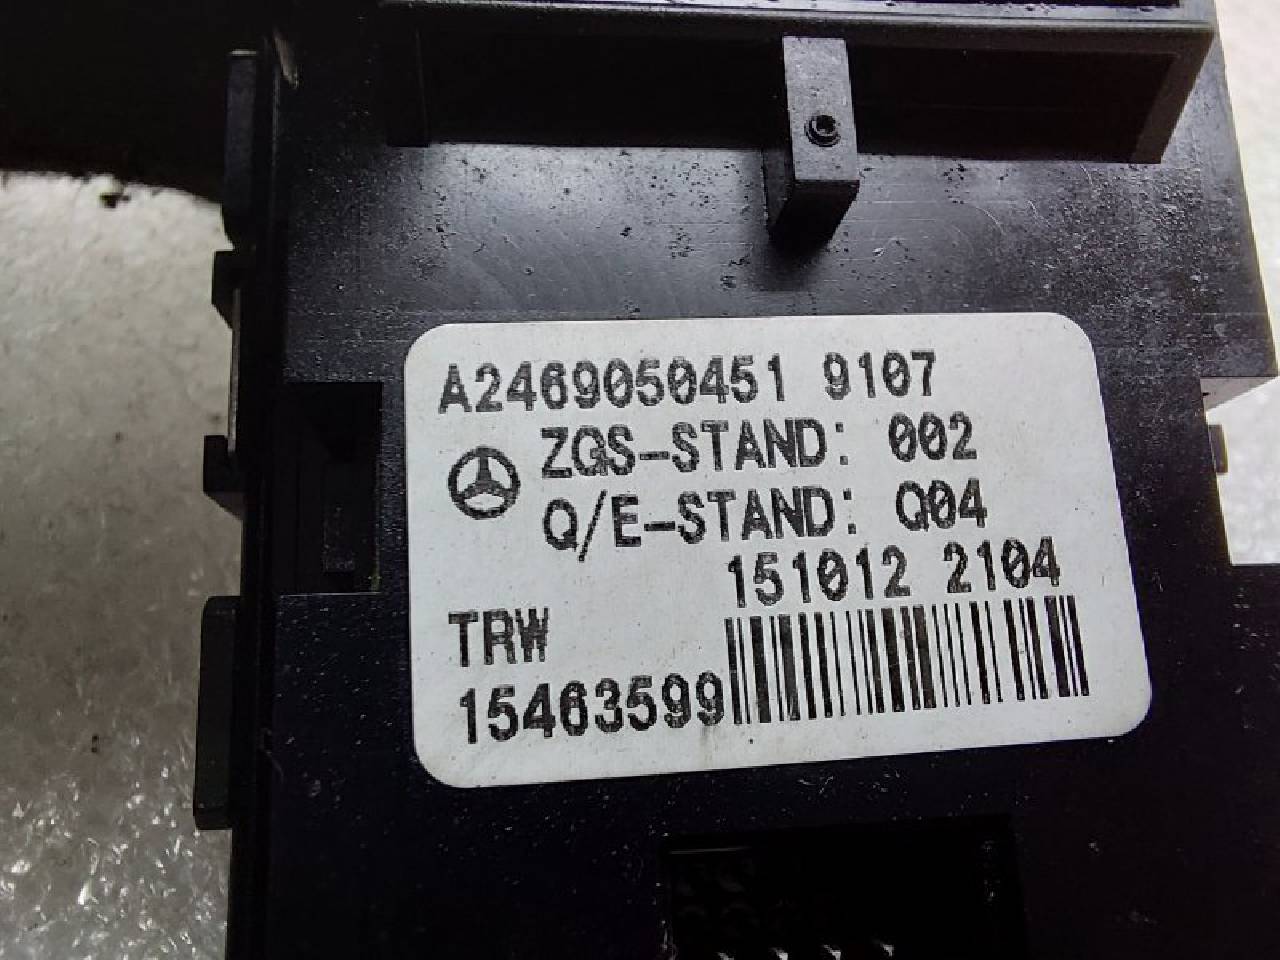 A2469050451 9107
ZGS-STAND: 002
Q/E-STAND: Q04
151012 2104
TRW
15463599